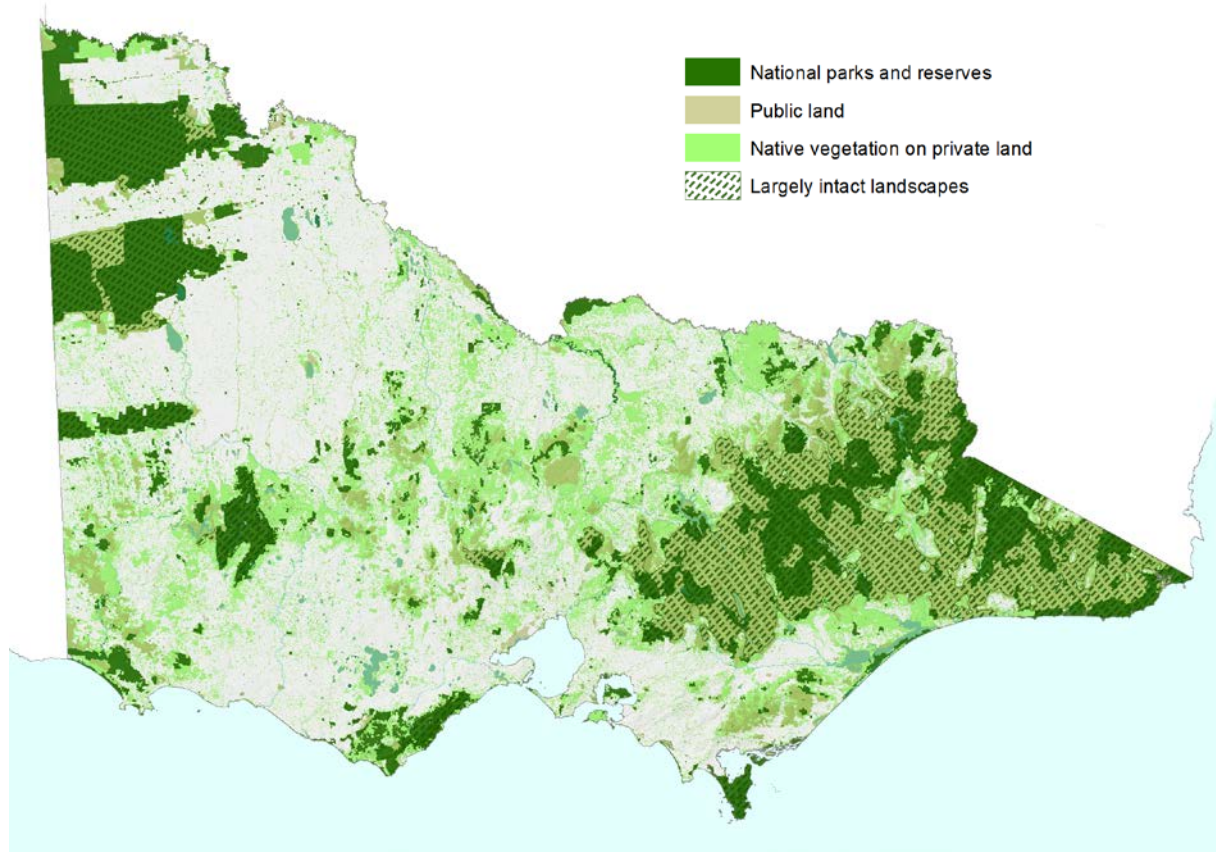 National parks and reserves
Public land
Native vegetation on private land
Largely intact landscapes